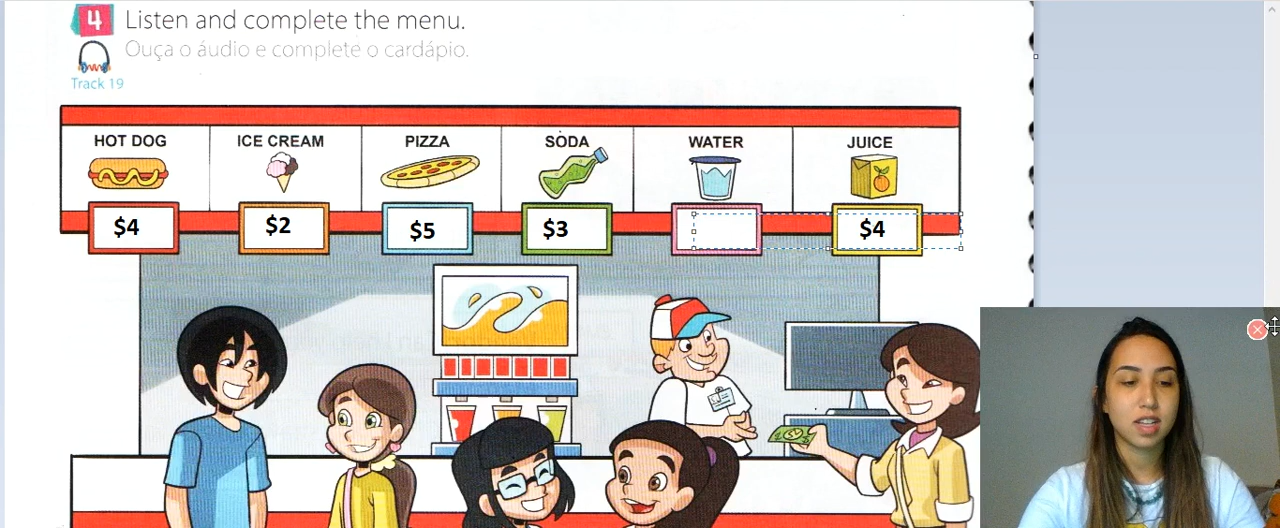 4 Listen and complete the menu.
Ouça o áudio e complete o cardápio.
Track 19
HOT DOG ICE CREAM PIZZA SODA WATER JUICE
$4 $2 $5 $3 $4